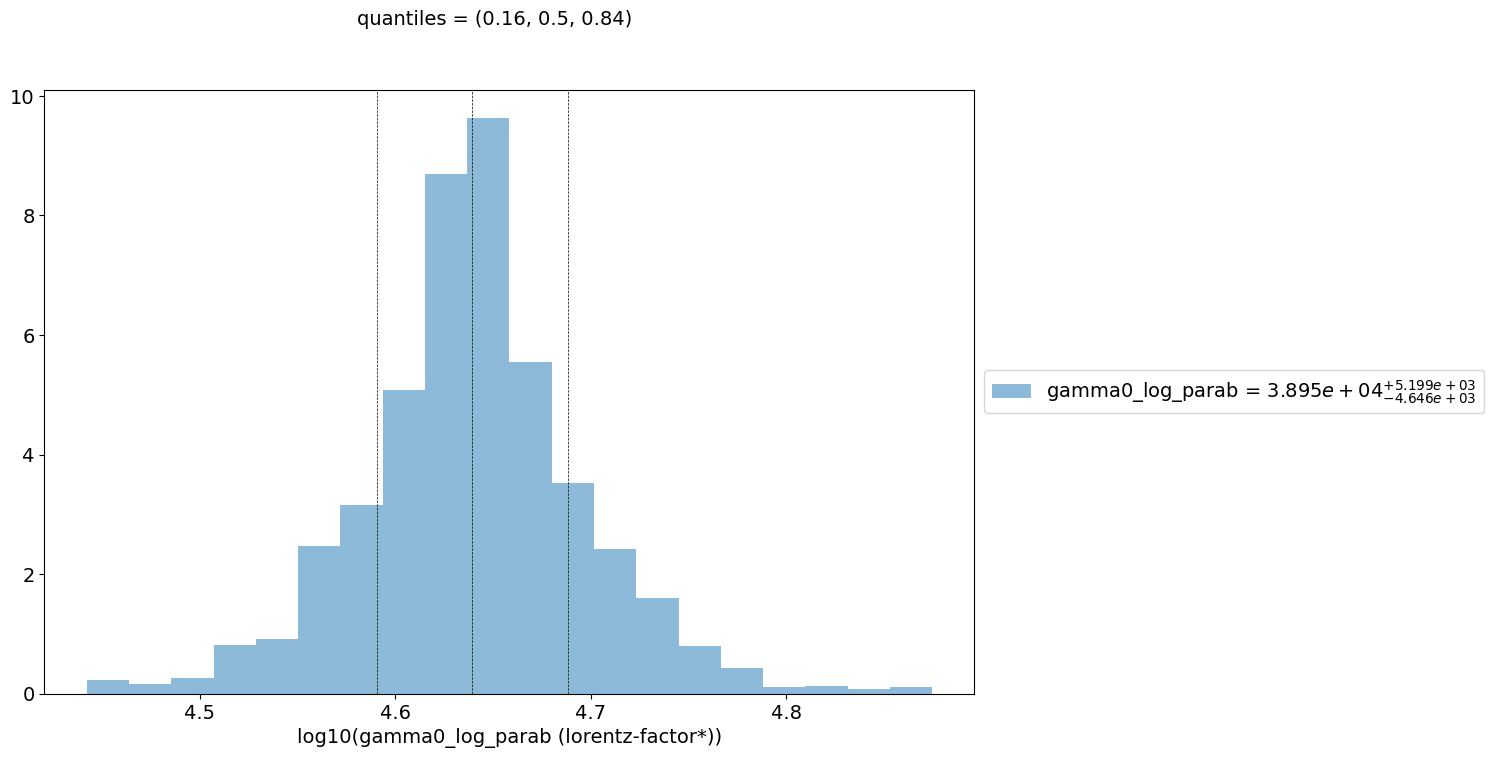 quantiles = (0.16, 0.5, 0.84)
10
8
6
4
2
0
4.5 4.6 4.7 4.8
log10(gamma0_log_parab (lorentz-factor*))
gamma0_log_parab = 3.895e + 04 +5.199e + 03 −4.646e + 03